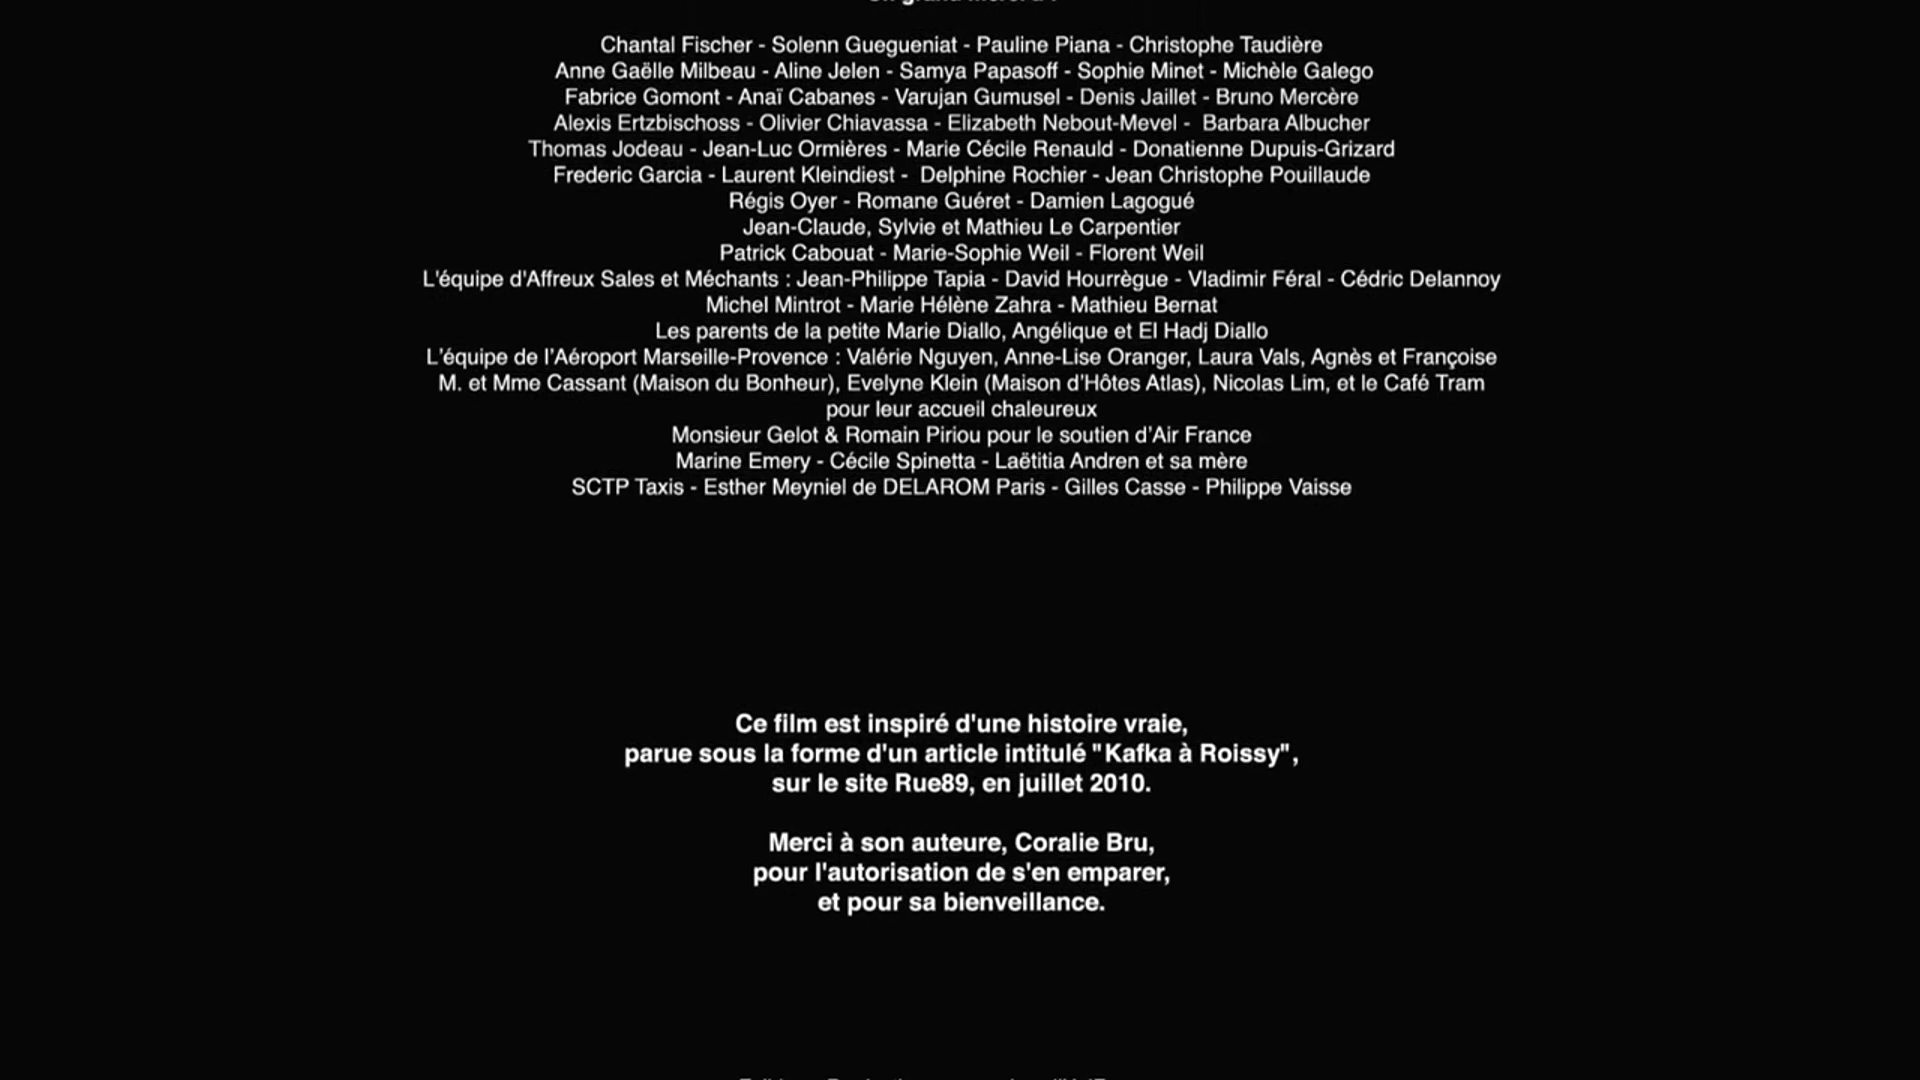 Chantal Fischer - Solenn Guegueniat - Pauline Piana - Christophe Taudière
Anne Gaëlle Milbeau - Aline Jelen - Samya Papasoff - Sophie Minet - Michèle Galego
Fabrice Gomont - Anaï Cabanes - Varujan Gumusel - Denis Jaillet - Bruno Mercère
Alexis Ertzbischoss - Olivier Chiavassa - Elizabeth Nebout-Mevel -  Barbara Albucher
Thomas Jodeau - Jean-Luc Ormières - Marie Cécile Renauld - Donatienne Dupuis-Grizard
Frederic Garcia - Laurent Kleindiest -  Delphine Rochier - Jean Christophe Pouillaude
Régis Oyer - Romane Guéret - Damien Lagogué
Jean-Claude, Sylvie et Mathieu Le Carpentier
Patrick Cabouat - Marie-Sophie Weil - Florent Weil
L'équipe d'Affreux Sales et Méchants : Jean-Philippe Tapia - David Hourrègue - Vladimir Féral - Cédric Delannoy
Michel Mintrot - Marie Hélène Zahra - Mathieu Bernat
Les parents de la petite Marie Diallo, Angélique et El Hadj Diallo
L’équipe de l’Aéroport Marseille-Provence : Valérie Nguyen, Anne-Lise Oranger, Laura Vals, Agnès et Françoise
M. et Mme Cassant (Maison du Bonheur), Evelyne Klein (Maison d’Hôtes Atlas), Nicolas Lim, et le Café Tram
pour leur accueil chaleureux
Monsieur Gelot & Romain Piriou pour le soutien d’Air France
Marine Emery - Cécile Spinetta - Laëtitia Andren et sa mère
SCTP Taxis - Esther Meyniel de DELAROM Paris - Gilles Casse - Philippe Vaisse
Ce film est inspiré d'une histoire vraie,
parue sous la forme d'un article intitulé "Kafka à Roissy",
sur le site Rue89, en juillet 2010.
Merci à son auteure, Coralie Bru,
pour l'autorisation de s'en emparer,
et pour sa bienveillance.